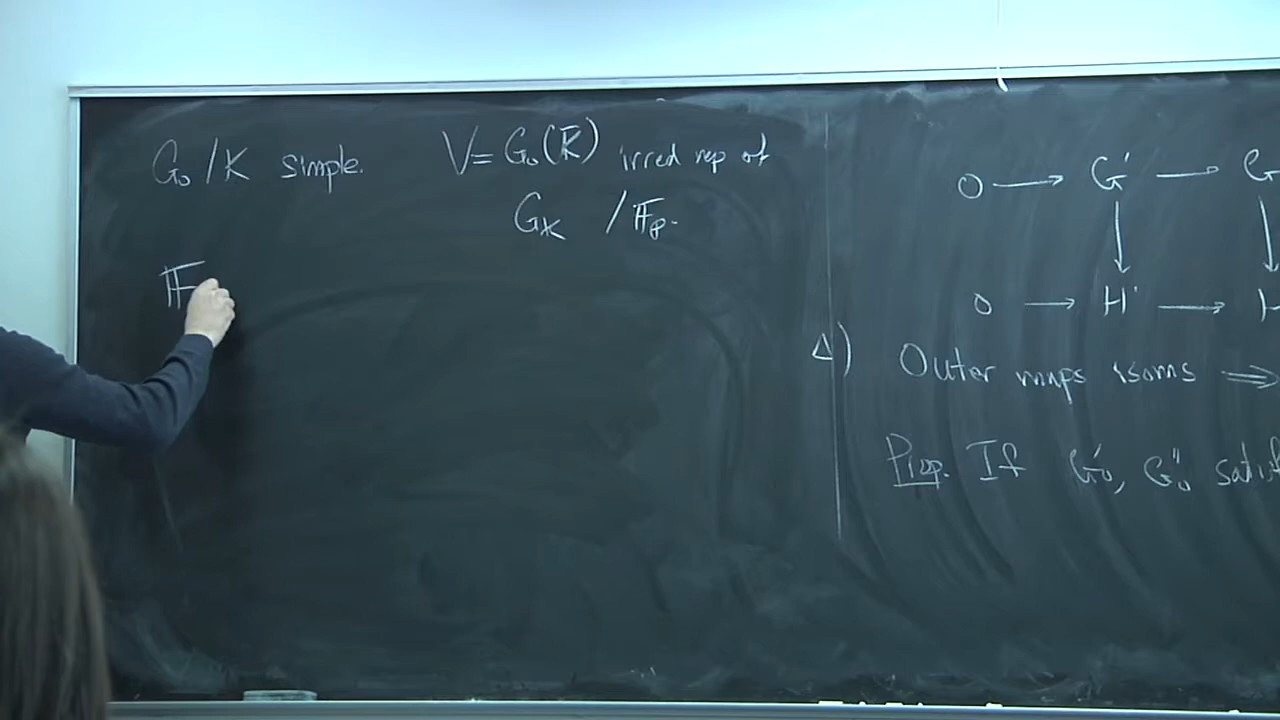 G₀/K simple. V = G₀(K̄) irred rep of
G_K /𝔽_p.
𝔽
0 → G' → G
↓ ↓
0 → H' → H
Δ) Outer maps isoms ⇒
Prop. If G₀', G₀'' satisf